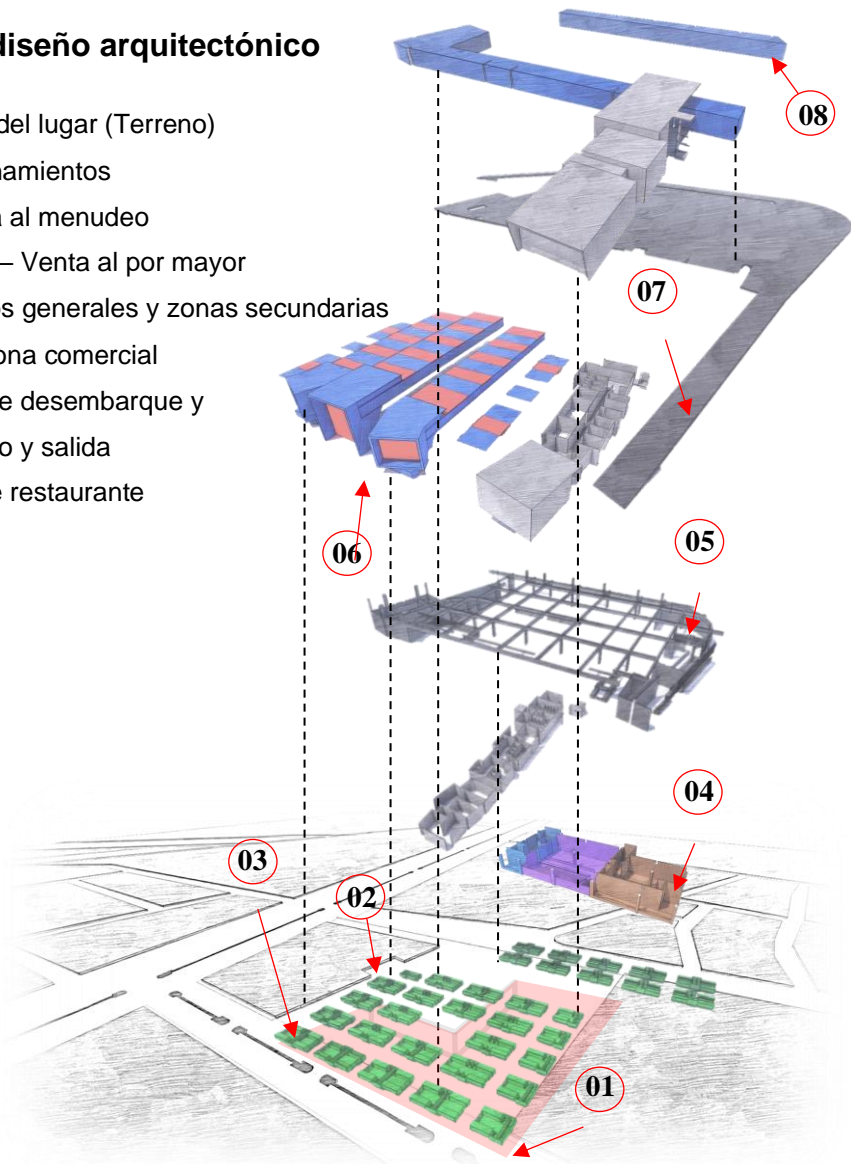 diseño arquitectónico
del lugar (Terreno)
namientos
a al menudeo
– Venta al por mayor
s generales y zonas secundarias
ona comercial
e desembarque y
o y salida
e restaurante
08
07
06
05
04
03
02
01